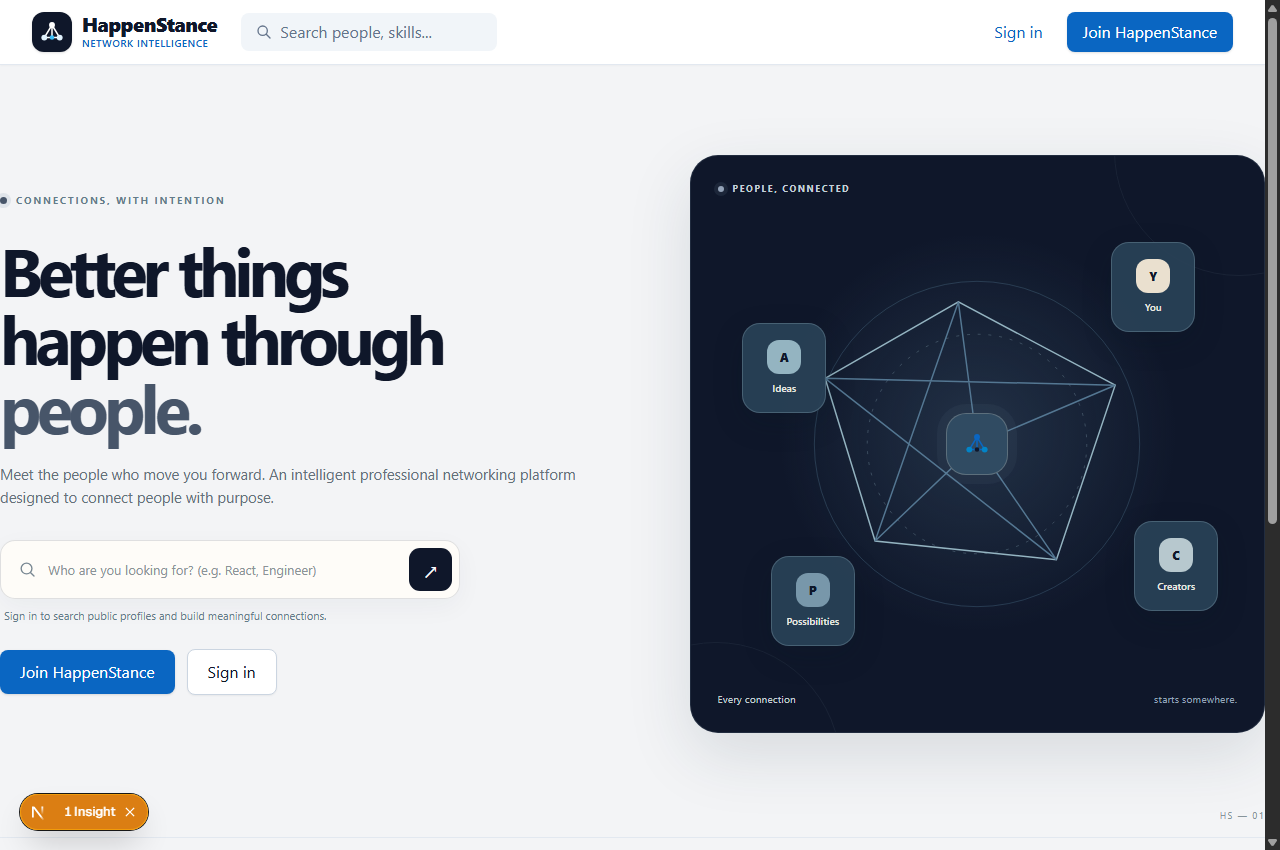 HappenStance
NETWORK INTELLIGENCE
Search people, skills...
Sign in
Join HappenStance
CONNECTIONS, WITH INTENTION
Better things
happen through
people.
Meet the people who move you forward. An intelligent professional networking platform
designed to connect people with purpose.
Who are you looking for? (e.g. React, Engineer)
↗
Sign in to search public profiles and build meaningful connections.
Join HappenStance
Sign in
PEOPLE, CONNECTED
Y
You
A
Ideas
C
Creators
P
Possibilities
Every connection
starts somewhere.
N
1 Insight
HS — 01